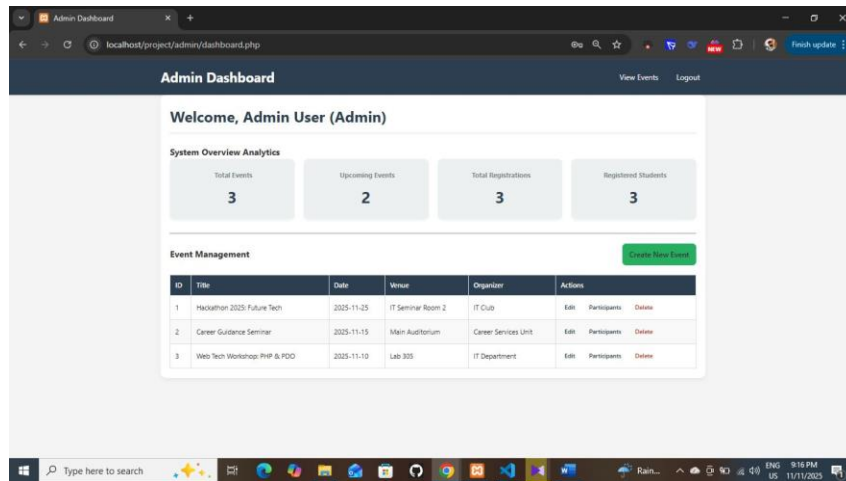 Admin Dashboard
localhost/project/admin/dashboard.php
NEW
Finish update
Admin Dashboard
View Events Logout
Welcome, Admin User (Admin)
System Overview Analytics
Total Events Upcoming Events Total Registrations Registered Students
3 2 3 3
Event Management Create New Event
ID Title Date Venue Organizer Actions
1 Hackathon 2025: Future Tech 2025-11-25 IT Seminar Room 2 IT Club Edit Participants Delete
2 Career Guidance Seminar 2025-11-15 Main Auditorium Career Services Unit Edit Participants Delete
3 Web Tech Workshop: PHP & PDO 2025-11-10 Lab 305 IT Department Edit Participants Delete
Type here to search
Rain...
ENG
US
9:16 PM
11/11/2025